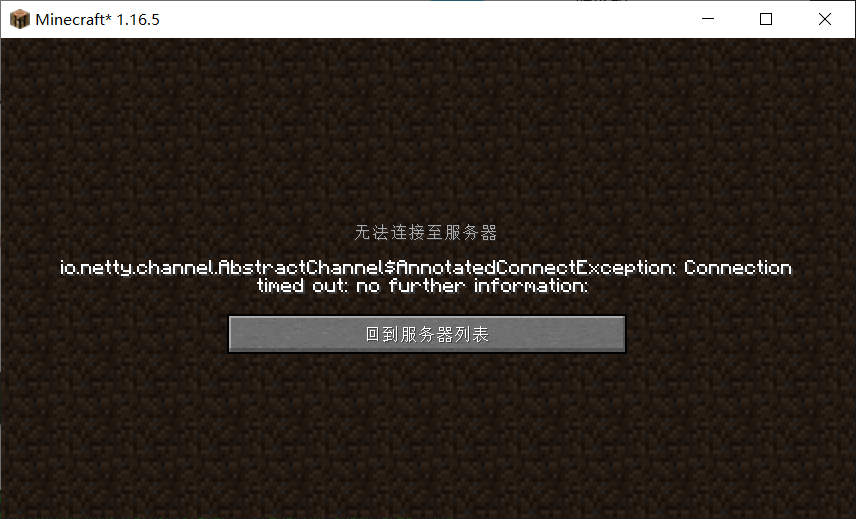 Minecraft* 1.16.5
无法连接至服务器
io.netty.channel.AbstractChannel$AnnotatedConnectException: Connection
timed out: no further information:
回到服务器列表